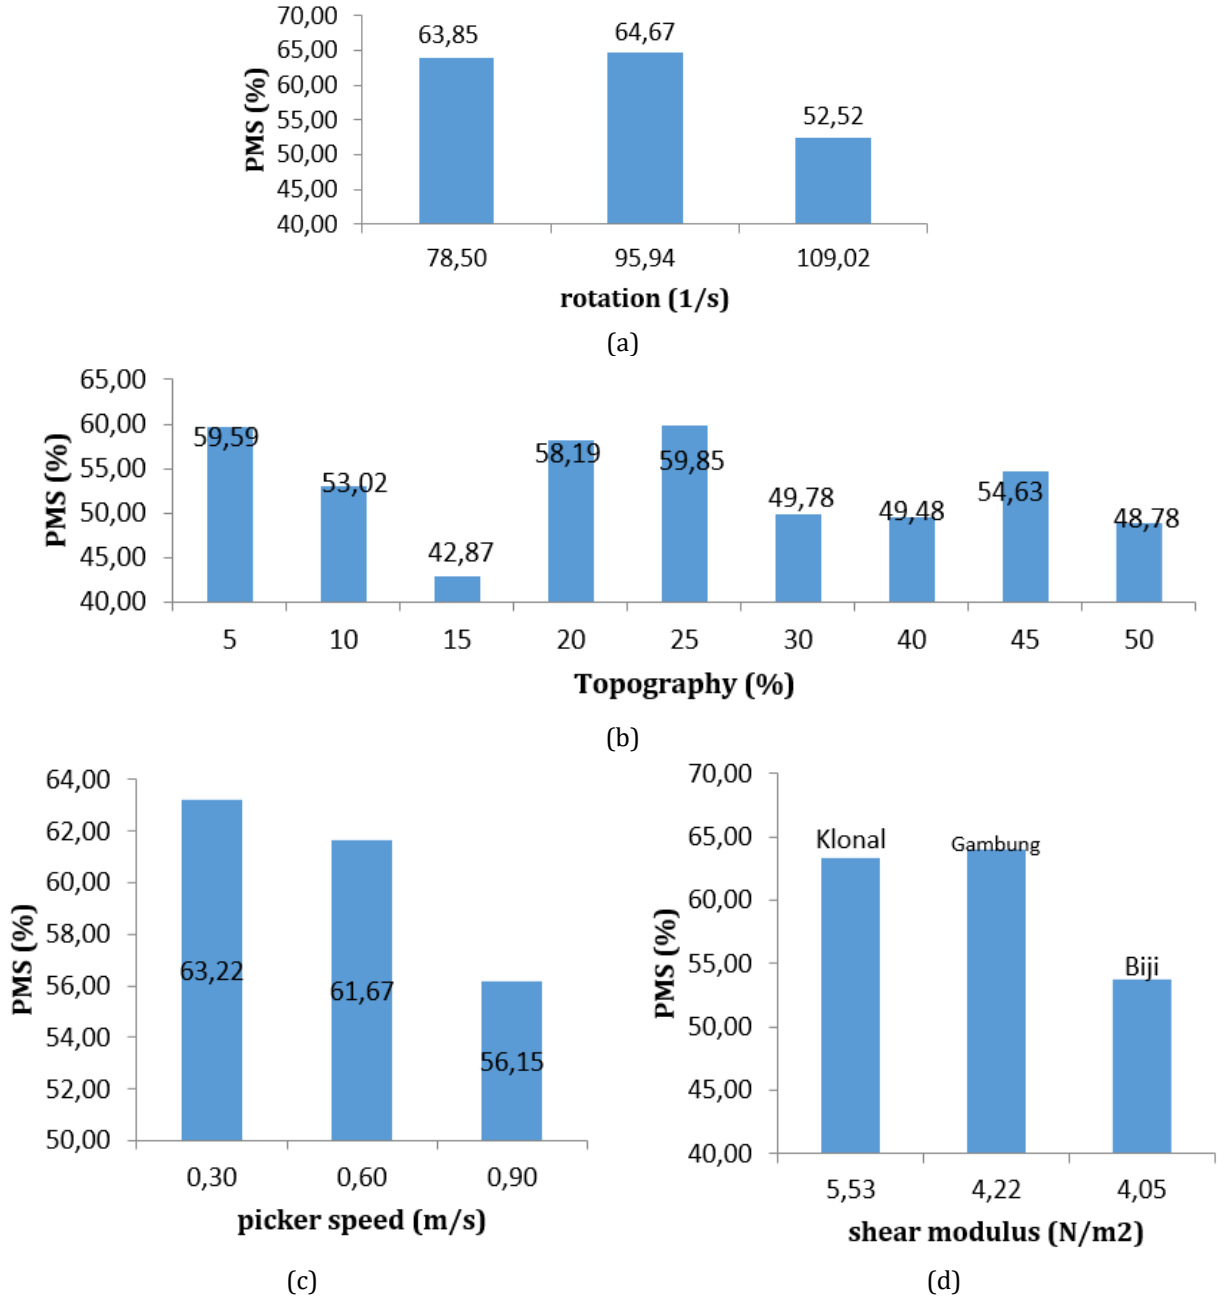 70,00
65,00
60,00
55,00
50,00
45,00
40,00
PMS (%)
63,85
64,67
52,52
78,50 95,94 109,02
rotation (1/s)
(a)
65,00
60,00
55,00
50,00
45,00
40,00
PMS (%)
59,59 53,02 42,87 58,19 59,85 49,78 49,48 54,63 48,78
5 10 15 20 25 30 40 45 50
Topography (%)
(b)
64,00
62,00
60,00
58,00
56,00
54,00
52,00
50,00
PMS (%)
63,22 61,67 56,15
0,30 0,60 0,90
picker speed (m/s)
(c)
70,00
65,00
60,00
55,00
50,00
45,00
40,00
PMS (%)
Klonal Gambung Biji
5,53 4,22 4,05
shear modulus (N/m2)
(d)